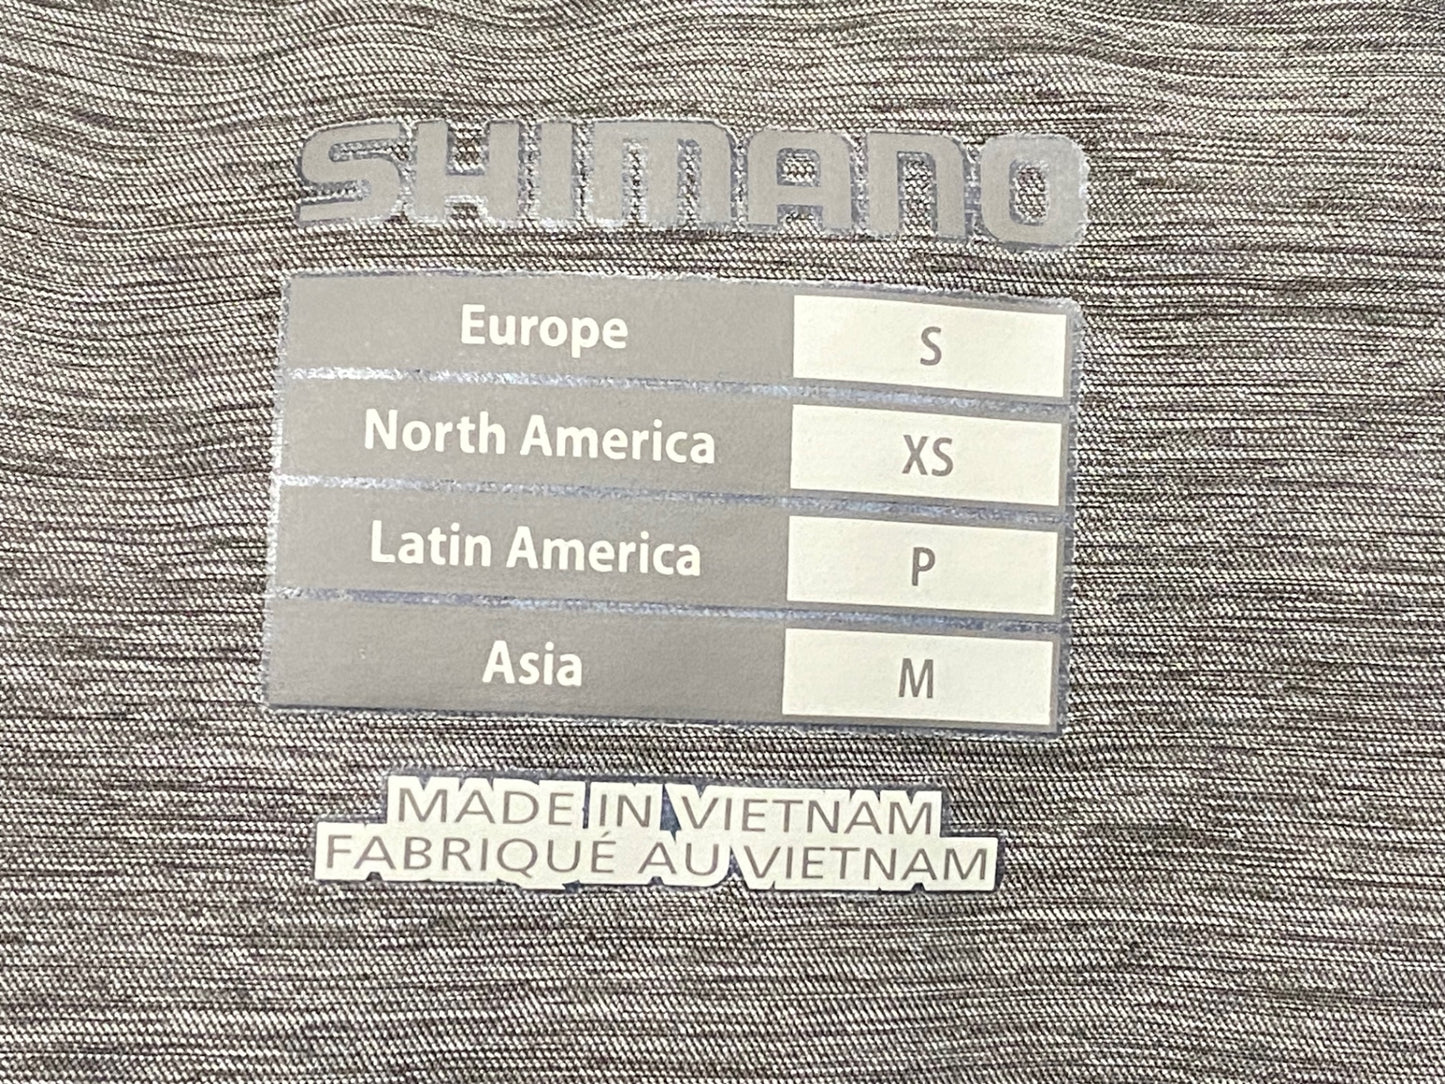 SHIMANO
Europe S
North America XS
Latin America P
Asia M
MADE IN VIETNAM
FABRIQUÉ AU VIETNAM